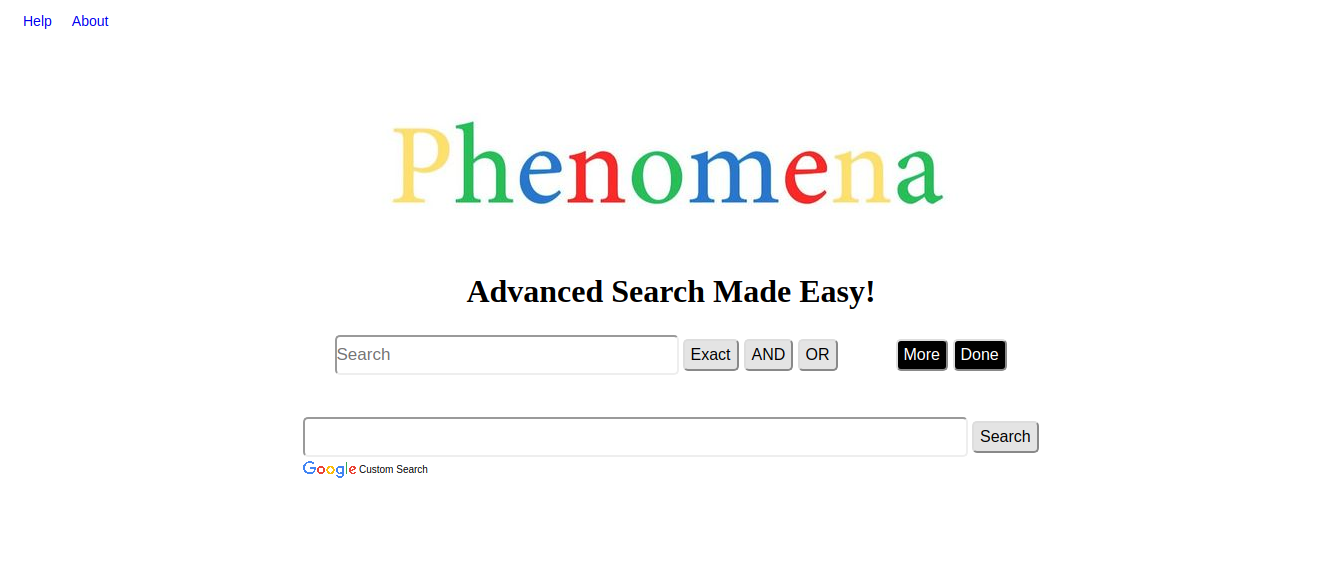 Help About
Phenomena
Advanced Search Made Easy!
Search Exact AND OR More Done
Search
Google Custom Search